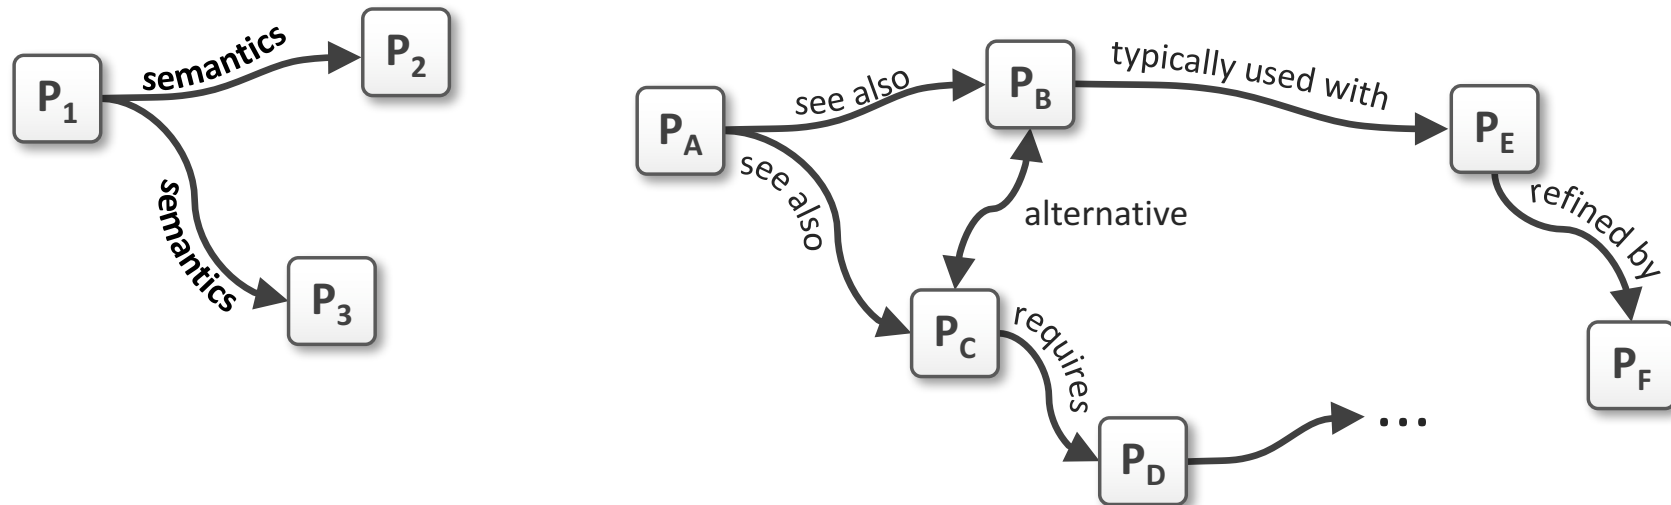 P1
semantics
P2
semantics
P3
PA
see also
PB
typically used with
PE
see also
alternative
refined by
PC
requires
PF
PD
...